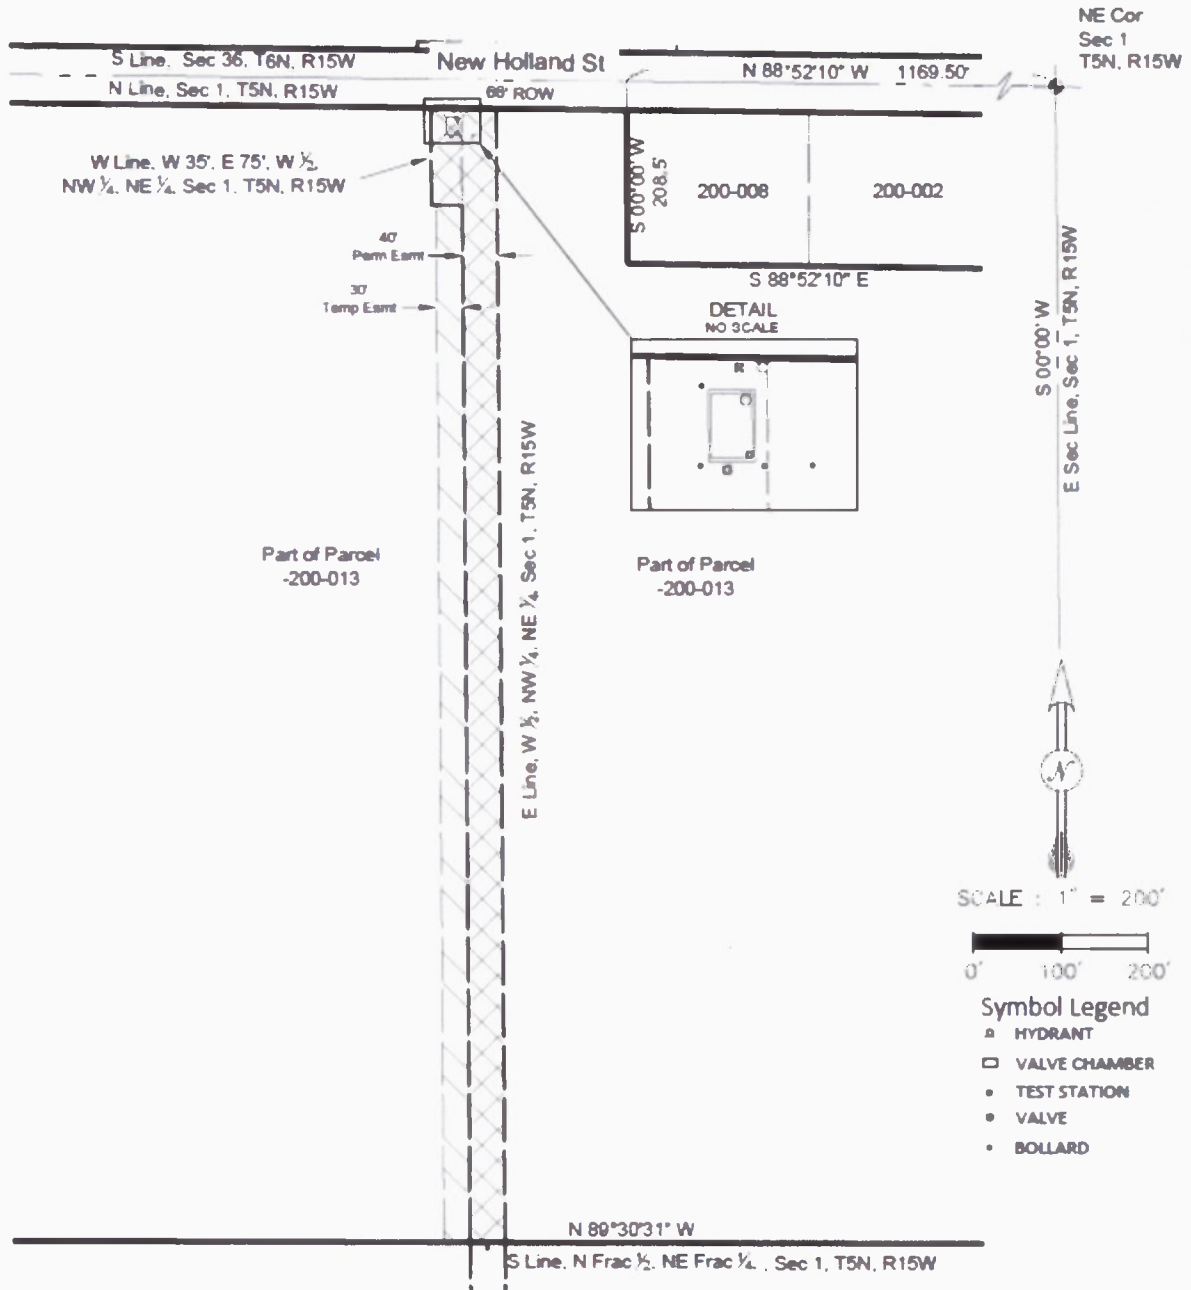 NE Cor
Sec 1
T5N, R15W
S Line, Sec 36, T6N, R15W
New Holland St
N 88°52'10" W 1169.50'
N Line, Sec 1, T5N, R15W
66' ROW
W Line, W 35', E 75', W ½,
NW ¼, NE ¼, Sec 1, T5N, R15W
S 00°00' W
208.5'
200-008
200-002
40'
Perm Esmt
30'
Temp Esmt
S 88°52'10" E
DETAIL
NO SCALE
S 00°00' W
E Sec Line, Sec 1, T5N, R15W
E Line, W ½, NW ¼, NE ¼, Sec 1, T5N, R15W
Part of Parcel
-200-013
Part of Parcel
-200-013
N
SCALE : 1" = 200'
0' 100' 200'
Symbol Legend
HYDRANT
VALVE CHAMBER
TEST STATION
VALVE
BOLLARD
N 89°30'31" W
S Line, N Frac ½, NE Frac ¼, Sec 1, T5N, R15W